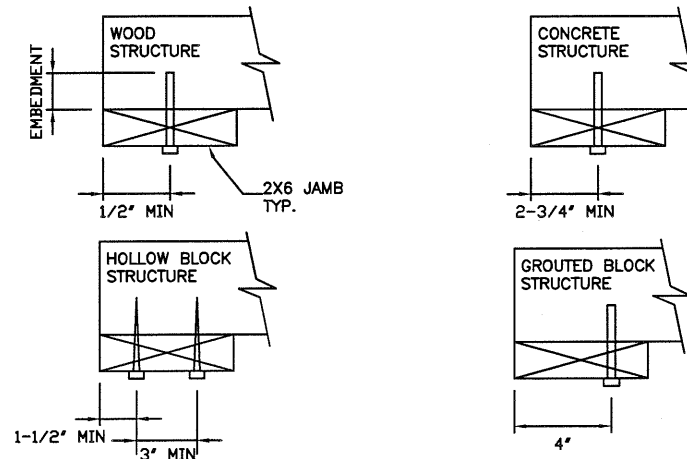 WOOD
STRUCTURE
EMBEDMENT
2X6 JAMB
TYP.
1/2" MIN
CONCRETE
STRUCTURE
2-3/4" MIN
HOLLOW BLOCK
STRUCTURE
1-1/2" MIN
3" MIN
GROUTED BLOCK
STRUCTURE
4"